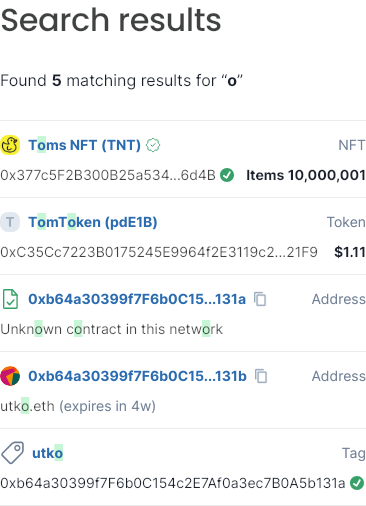 Search results
Found 5 matching results for “o”
Toms NFT (TNT) NFT
0x377c5F2B300B25a534...6d4B Items 10,000,001
T TomToken (pdE1B) Token
0xC35Cc7223B0175245E9964f2E3119c2...21F9 $1.11
0xb64a30399f7F6b0C15...131a Address
Unknown contract in this network
0xb64a30399f7F6b0C15...131b Address
utko.eth (expires in 4w)
utko Tag
0xb64a30399f7F6b0C154c2E7Af0a3ec7B0A5b131a